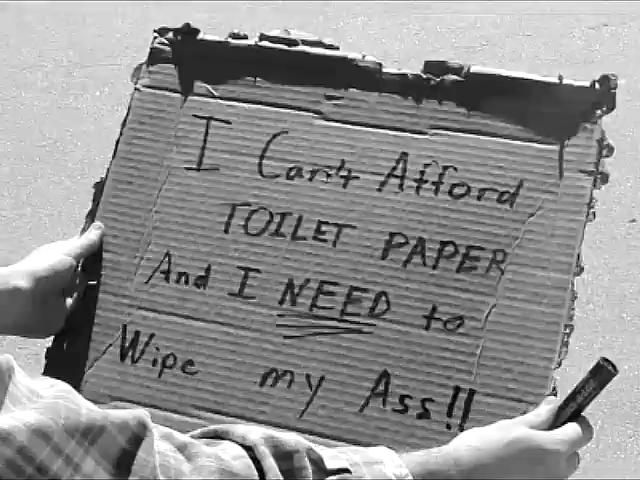 I Can't Afford
TOILET PAPER
And I NEED to
Wipe my Ass!!